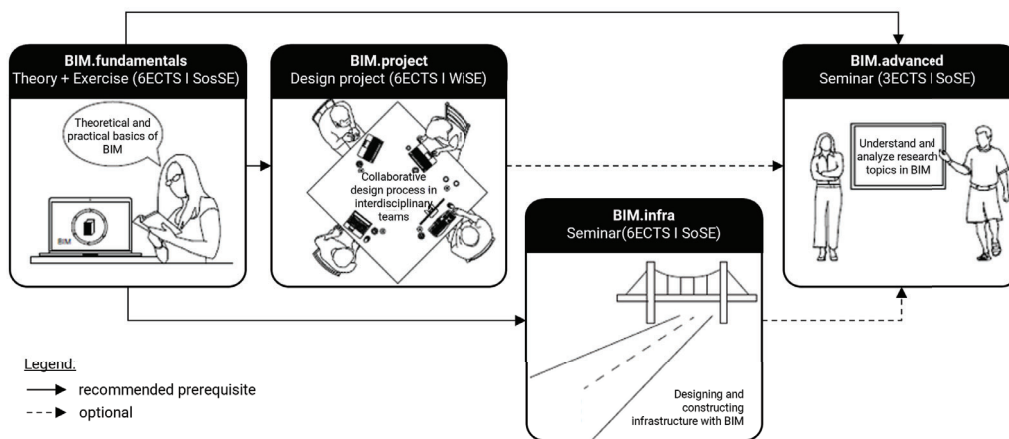 BIM.fundamentals
Theory + Exercise (6ECTS I SosSE)
Theoretical and
practical basics of
BIM
BIM
BIM.project
Design project (6ECTS I WiSE)
Collaborative
design process in
interdisciplinary
teams
BIM.infra
Seminar(6ECTS I SoSE)
Designing and
constructing
infrastructure with BIM
BIM.advanced
Seminar (3ECTS I SoSE)
Understand and
analyze research
topics in BIM
Legend:
recommended prerequisite
optional